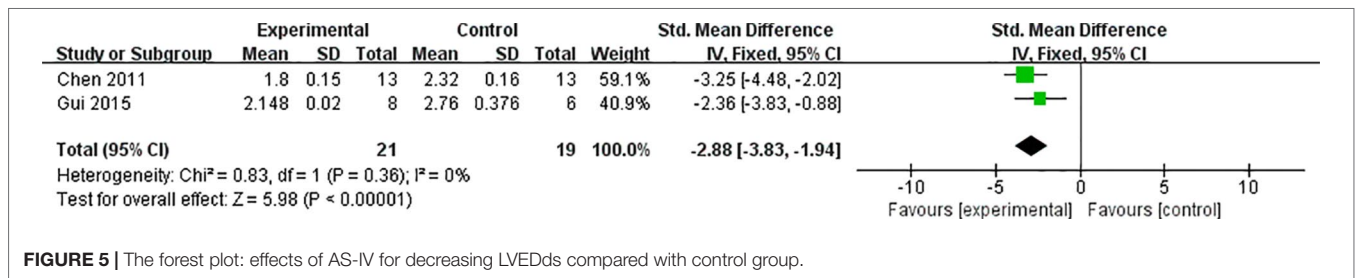 Experimental Control Std. Mean Difference Std. Mean Difference
Study or Subgroup Mean SD Total Mean SD Total Weight IV, Fixed, 95% CI IV, Fixed, 95% CI
Chen 2011 1.8 0.15 13 2.32 0.16 13 59.1% -3.25 [-4.48, -2.02]
Gui 2015 2.148 0.02 8 2.76 0.376 6 40.9% -2.36 [-3.83, -0.88]
Total (95% CI) 21 19 100.0% -2.88 [-3.83, -1.94]
Heterogeneity: Chi² = 0.83, df = 1 (P = 0.36); I² = 0%
Test for overall effect: Z = 5.98 (P < 0.00001)
-10 -5 0 5 10
Favours [experimental] Favours [control]
FIGURE 5 | The forest plot: effects of AS-IV for decreasing LVEDds compared with control group.